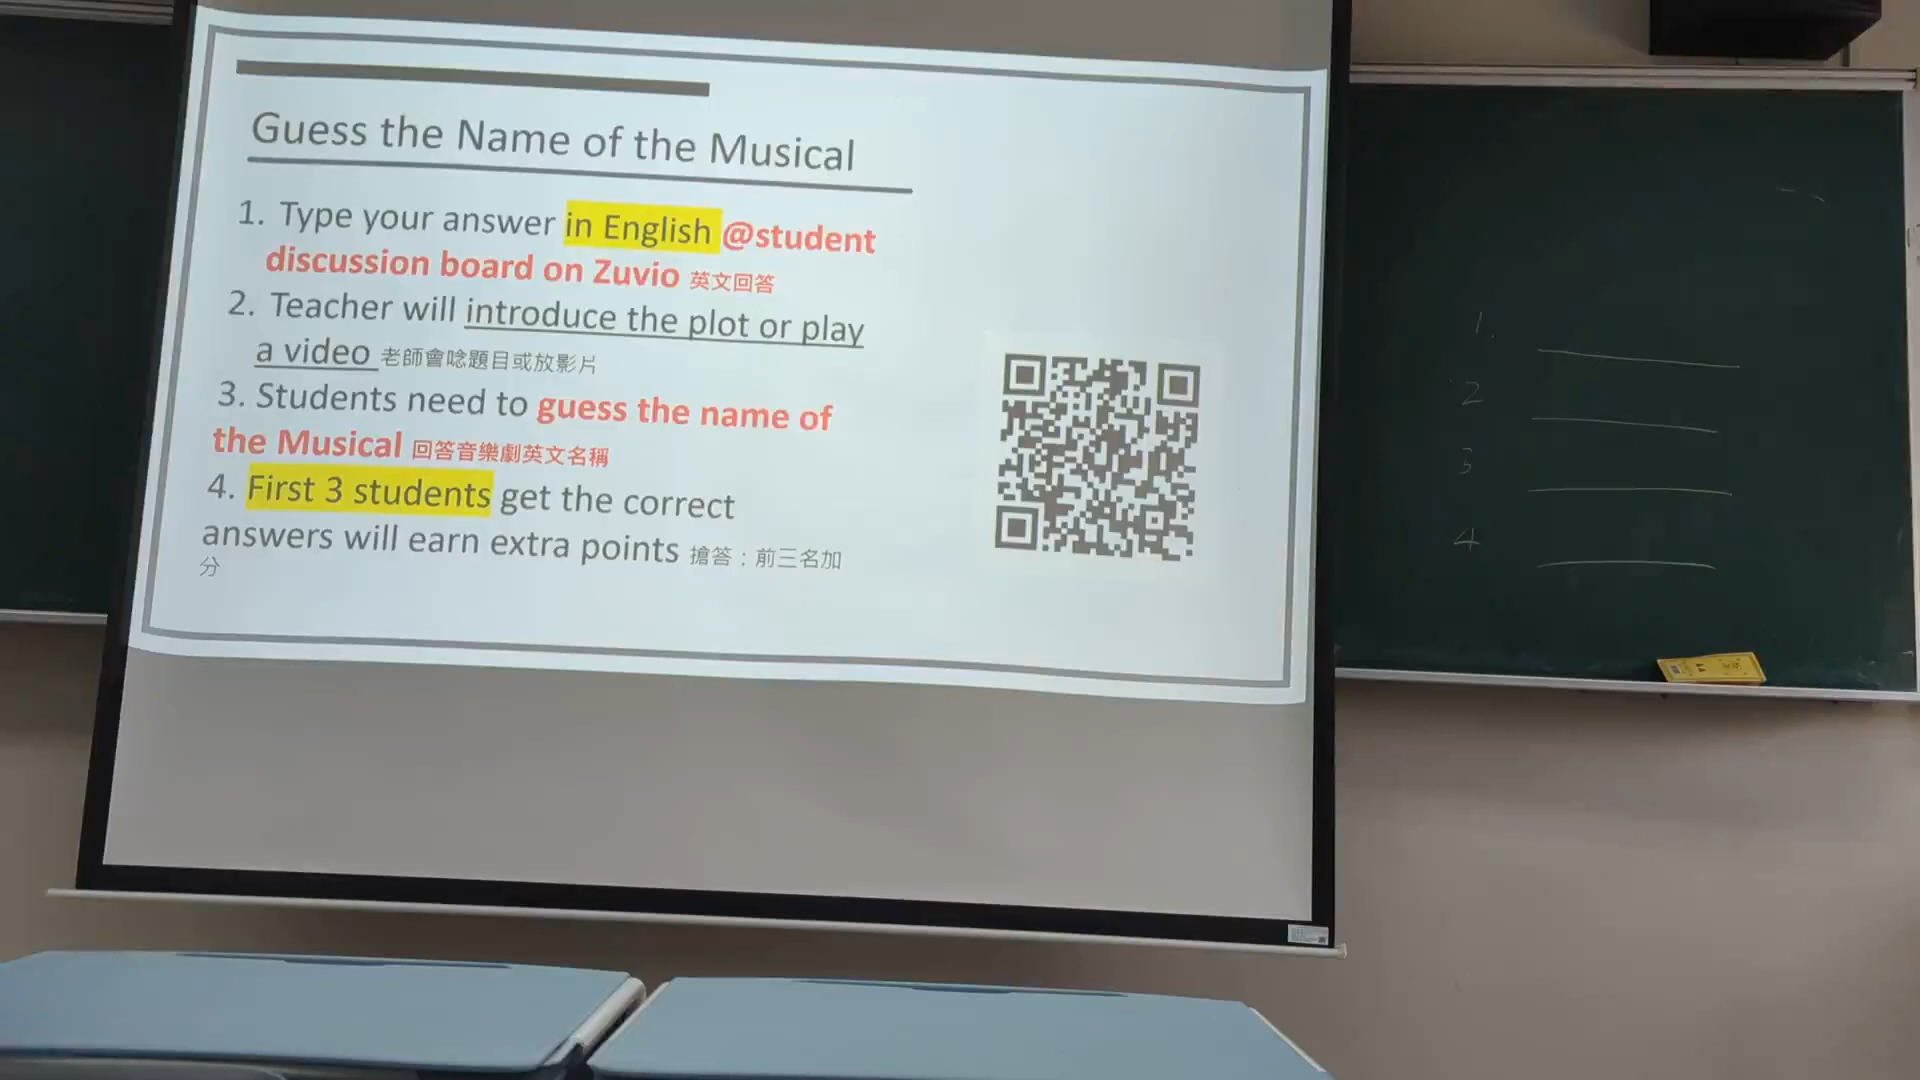 Guess the Name of the Musical
1. Type your answer in English @student
discussion board on Zuvio 英文回答
2. Teacher will introduce the plot or play
a video 老師會唸題目或放影片
3. Students need to guess the name of
the Musical 回答音樂劇英文名稱
4. First 3 students get the correct
answers will earn extra points 搶答；前三名加
分
1.
2
3
4